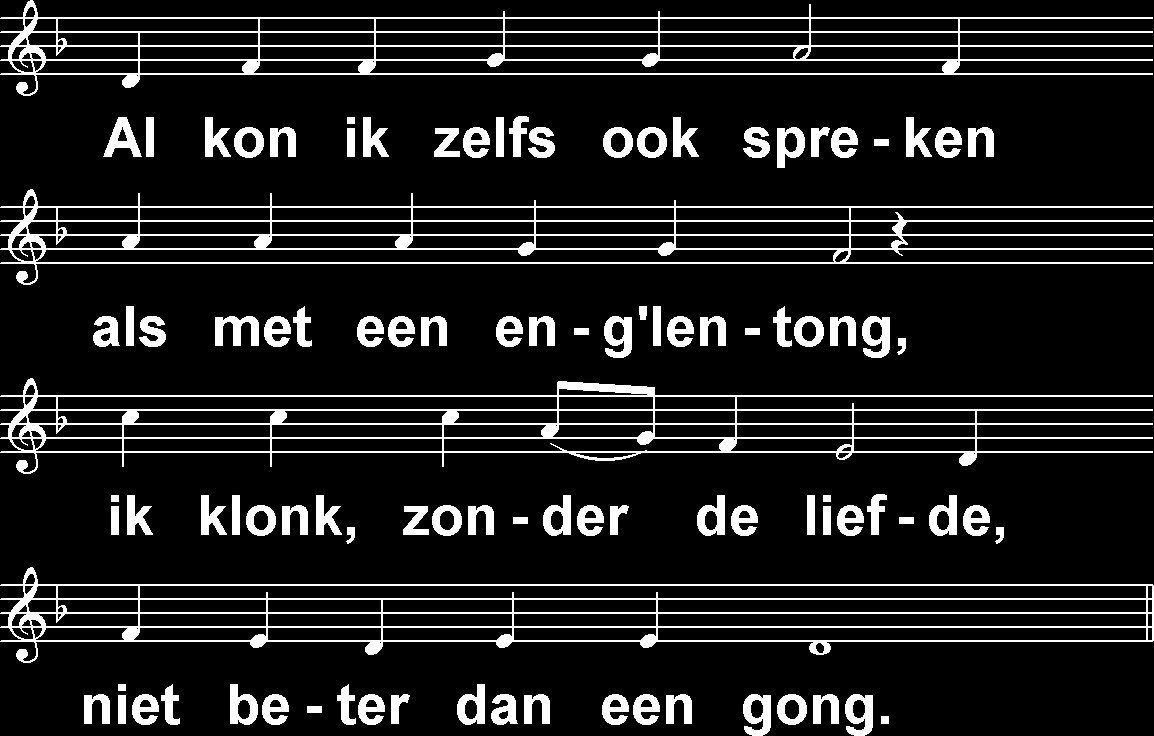 Al kon ik zelfs ook spre - ken
als met een en - g'len - tong,
ik klonk, zon - der de lief - de,
niet be - ter dan een gong.